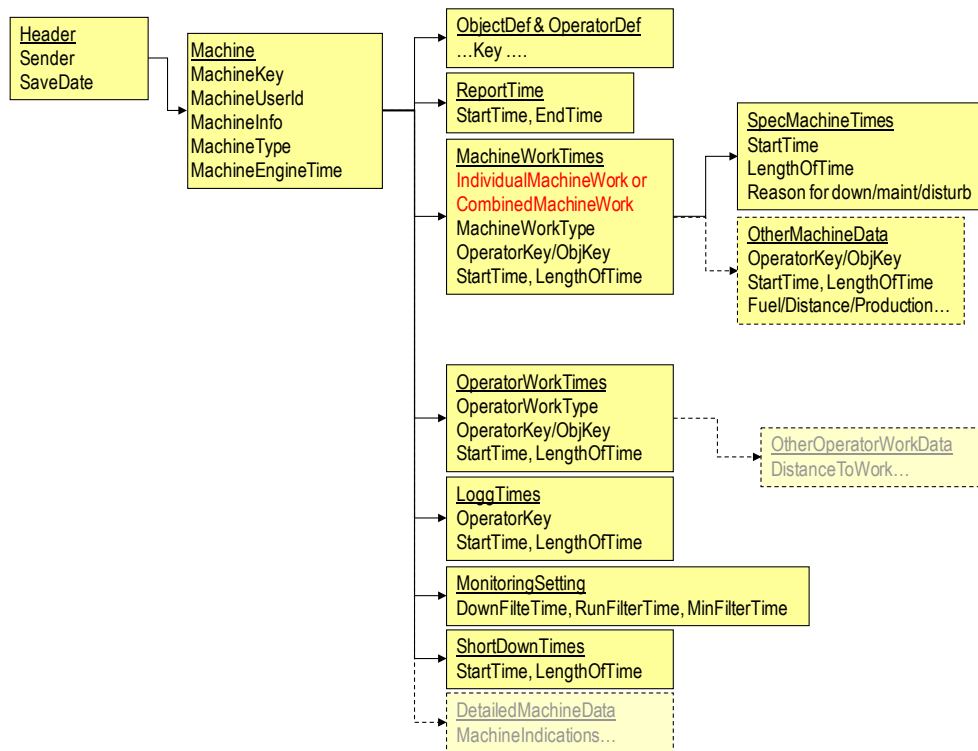 Header
Sender
SaveDate
Machine
MachineKey
MachineUserId
MachineInfo
MachineType
MachineEngineTime
ObjectDef & OperatorDef
…Key ….
ReportTime
StartTime, EndTime
MachineWorkTimes
IndividualMachineWork or
CombinedMachineWork
MachineWorkType
OperatorKey/ObjKey
StartTime, LengthOfTime
SpecMachineTimes
StartTime
LengthOfTime
Reason for down/maint/disturb
OtherMachineData
OperatorKey/ObjKey
StartTime, LengthOfTime
Fuel/Distance/Production…
OperatorWorkTimes
OperatorWorkType
OperatorKey/ObjKey
StartTime, LengthOfTime
OtherOperatorWorkData
DistanceToWork…
LoggTimes
OperatorKey
StartTime, LengthOfTime
MonitoringSetting
DownFilteTime, RunFilterTime, MinFilterTime
ShortDownTimes
StartTime, LengthOfTime
DetailedMachineData
MachineIndications…